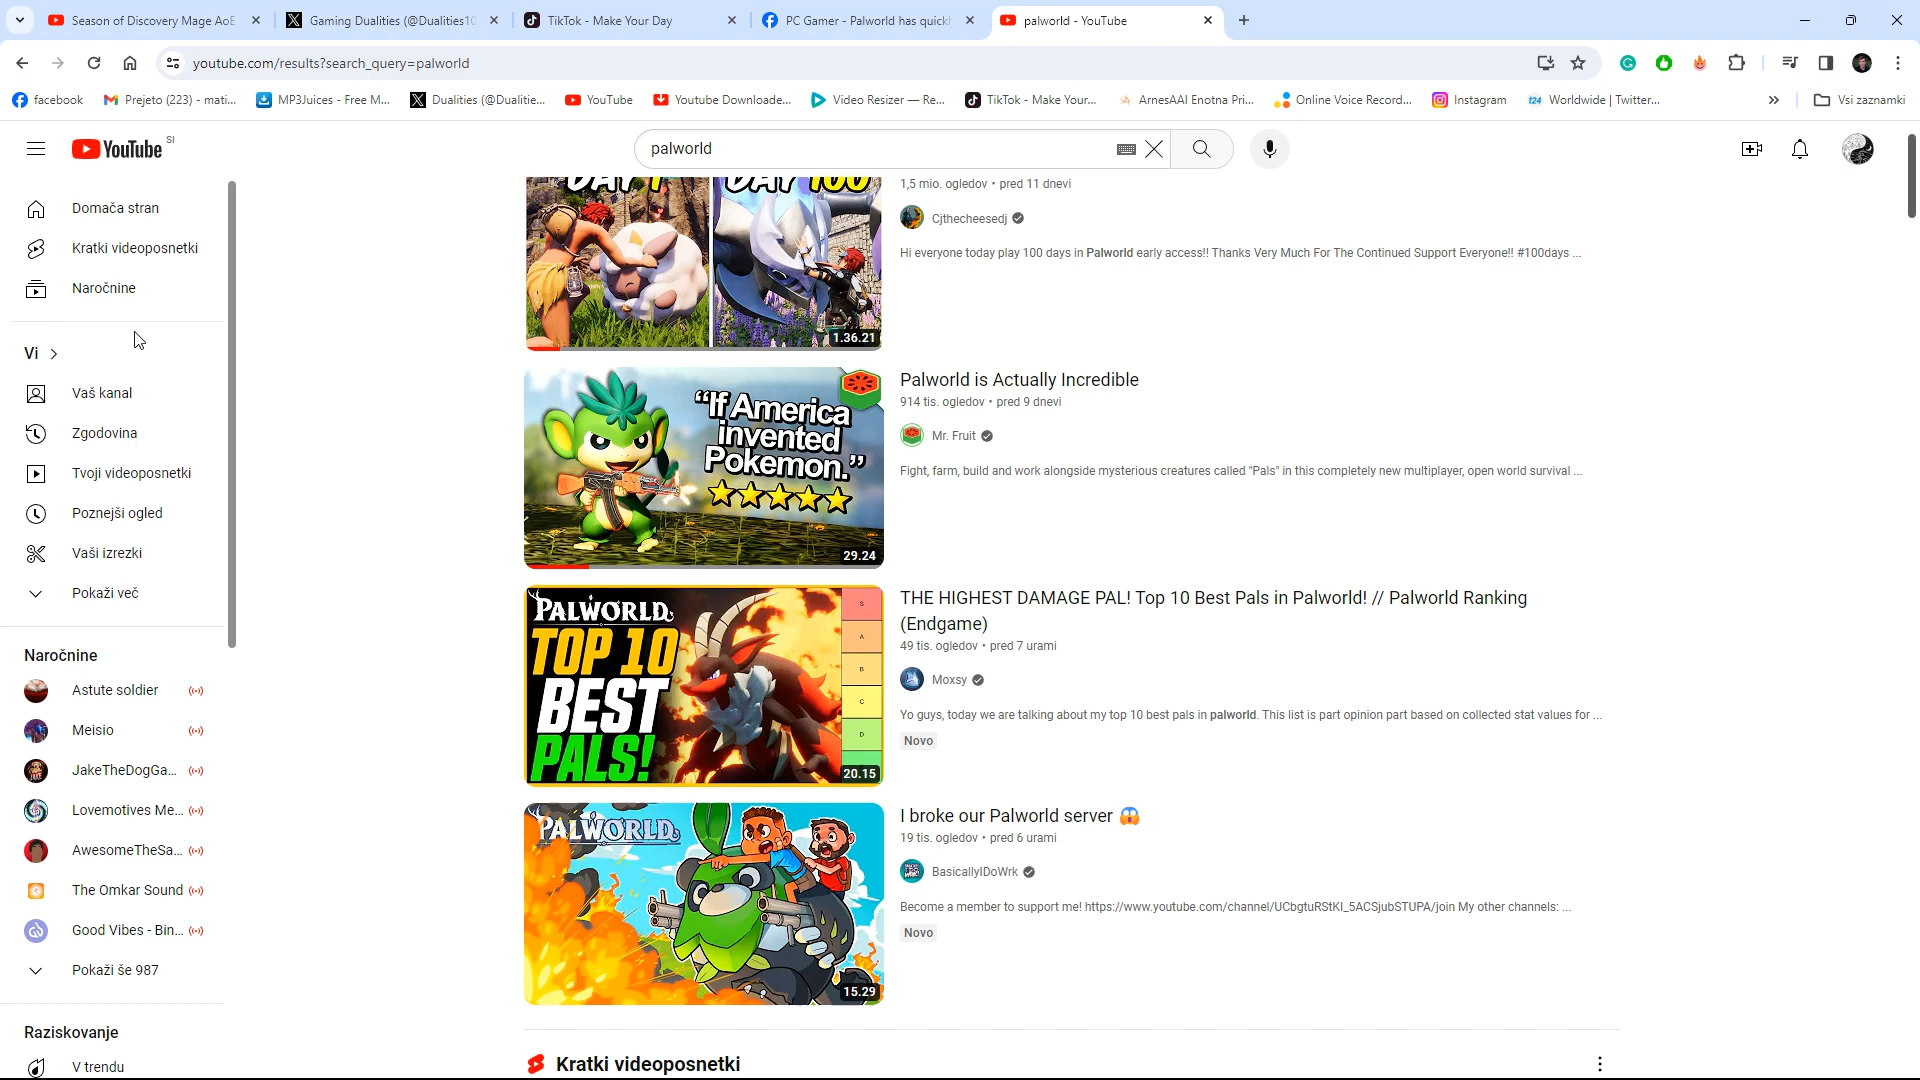 Season of Discovery Mage AoE
Gaming Dualities (@Dualities10
TikTok - Make Your Day
PC Gamer - Palworld has quickl
palworld - YouTube
youtube.com/results?search_query=palworld
facebook
Prejeto (223) - mati...
MP3Juices - Free M...
Dualities (@Dualitie...
YouTube
Youtube Downloade...
Video Resizer — Re...
TikTok - Make Your...
ArnesAAI Enotna Pri...
Online Voice Record...
Instagram
Worldwide | Twitter...
»
Vsi zaznamki
YouTube SI
palworld
Domača stran
Kratki videoposnetki
Naročnine
Vi
Vaš kanal
Zgodovina
Tvoji videoposnetki
Poznejši ogled
Vaši izrezki
Pokaži več
Naročnine
Astute soldier
Meisio
JakeTheDogGa...
Lovemotives Me...
AwesomeTheSa...
The Omkar Sound
Good Vibes - Bin...
Pokaži še 987
Raziskovanje
V trendu
DAY 1 DAY 100
1.36.21
1,5 mio. ogledov • pred 11 dnevi
Cjthecheesedj
Hi everyone today play 100 days in Palworld early access!! Thanks Very Much For The Continued Support Everyone!! #100days ...
"If America
invented
Pokemon."
29.24
Palworld is Actually Incredible
914 tis. ogledov • pred 9 dnevi
Mr. Fruit
Fight, farm, build and work alongside mysterious creatures called "Pals" in this completely new multiplayer, open world survival ...
PALWORLD
TOP 10
BEST
PALS!
S
A
B
C
D
20.15
THE HIGHEST DAMAGE PAL! Top 10 Best Pals in Palworld! // Palworld Ranking
(Endgame)
49 tis. ogledov • pred 7 urami
Moxsy
Yo guys, today we are talking about my top 10 best pals in palworld. This list is part opinion part based on collected stat values for ...
Novo
PALWORLD
15.29
I broke our Palworld server 😱
19 tis. ogledov • pred 6 urami
BasicallyIDoWrk
Become a member to support me! https://www.youtube.com/channel/UCbgtuRStKI_5ACSjubSTUPA/join My other channels: ...
Novo
Kratki videoposnetki